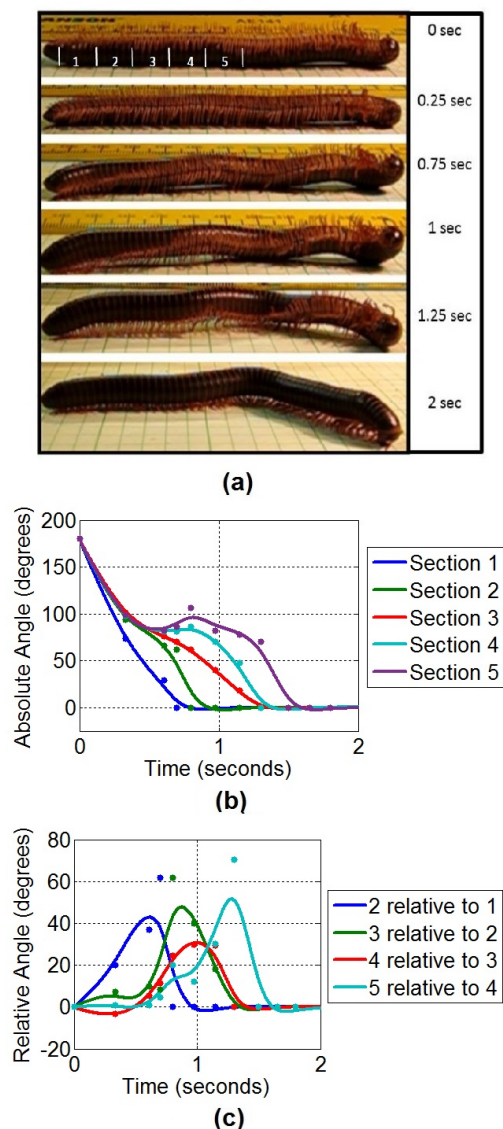 0 sec
1 2 3 4 5
0.25 sec
0.75 sec
1 sec
1.25 sec
2 sec
(a)
200
150
100
50
0
0 1 2
Absolute Angle (degrees)
Time (seconds)
Section 1
Section 2
Section 3
Section 4
Section 5
(b)
80
60
40
20
0
-20
0 1 2
Relative Angle (degrees)
Time (seconds)
2 relative to 1
3 relative to 2
4 relative to 3
5 relative to 4
(c)